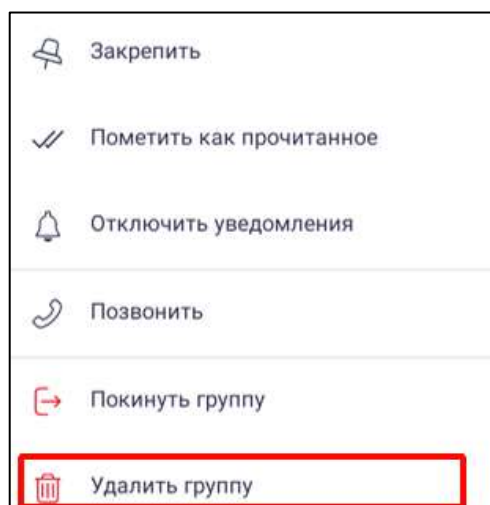 Закрепить
Пометить как прочитанное
Отключить уведомления
Позвонить
Покинуть группу
Удалить группу